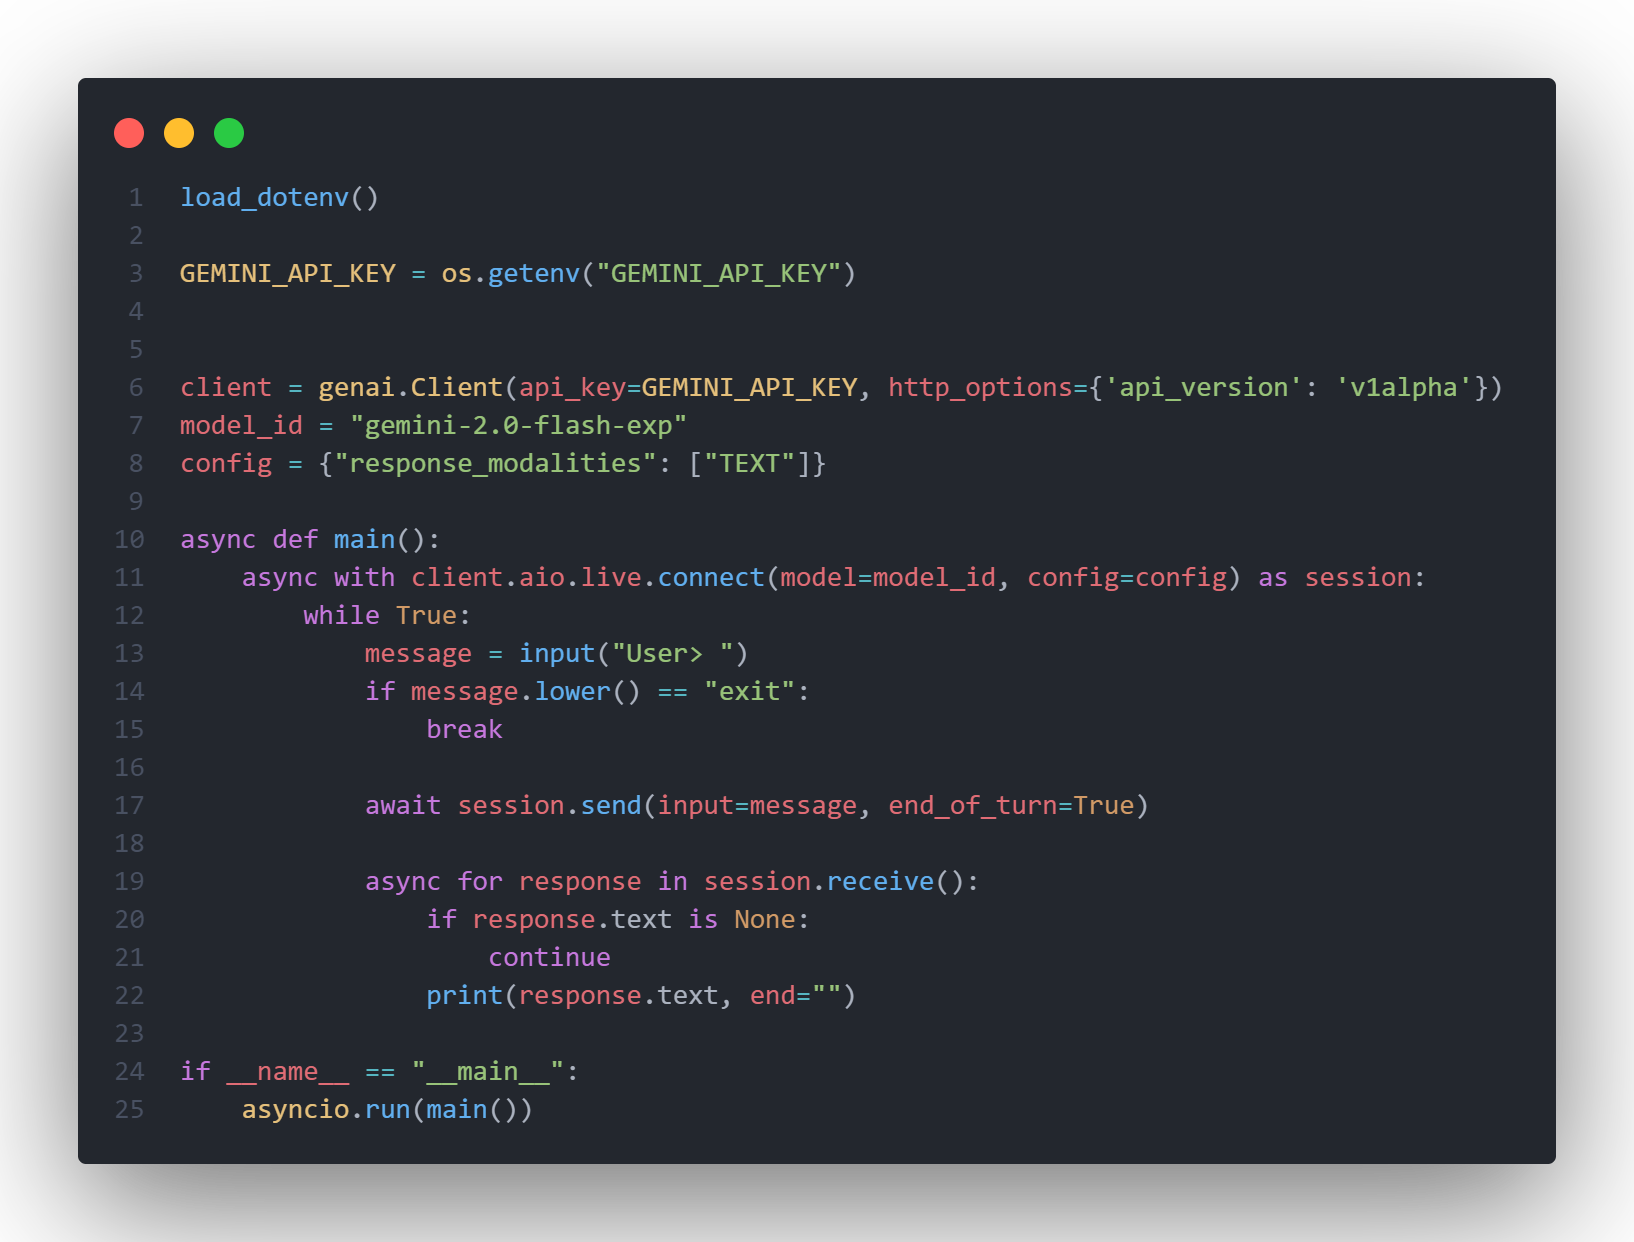 1 load_dotenv()
2
3 GEMINI_API_KEY = os.getenv("GEMINI_API_KEY")
4
5
6 client = genai.Client(api_key=GEMINI_API_KEY, http_options={'api_version': 'v1alpha'})
7 model_id = "gemini-2.0-flash-exp"
8 config = {"response_modalities": ["TEXT"]}
9
10 async def main():
11     async with client.aio.live.connect(model=model_id, config=config) as session:
12         while True:
13             message = input("User> ")
14             if message.lower() == "exit":
15                 break
16
17             await session.send(input=message, end_of_turn=True)
18
19             async for response in session.receive():
20                 if response.text is None:
21                     continue
22                 print(response.text, end="")
23
24 if __name__ == "__main__":
25     asyncio.run(main())